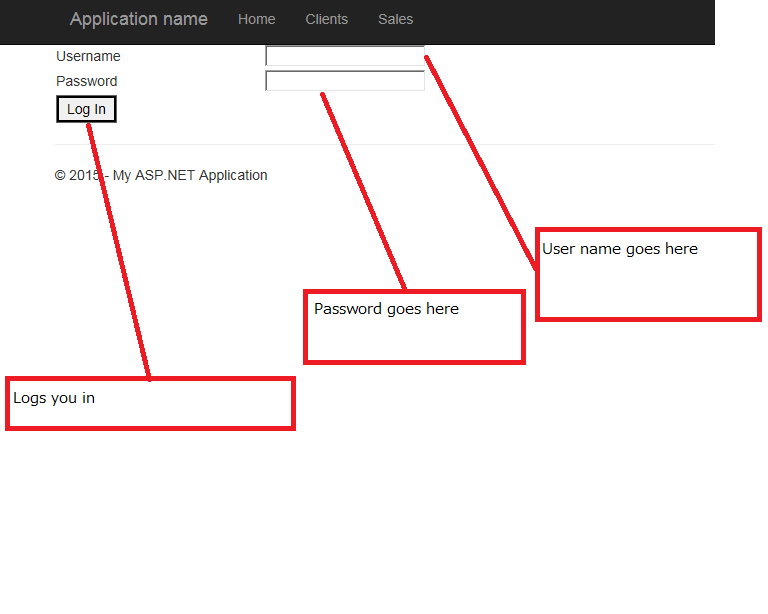 Application name Home Clients Sales
Username
Password
Log In
© 2015 - My ASP.NET Application
User name goes here
Password goes here
Logs you in